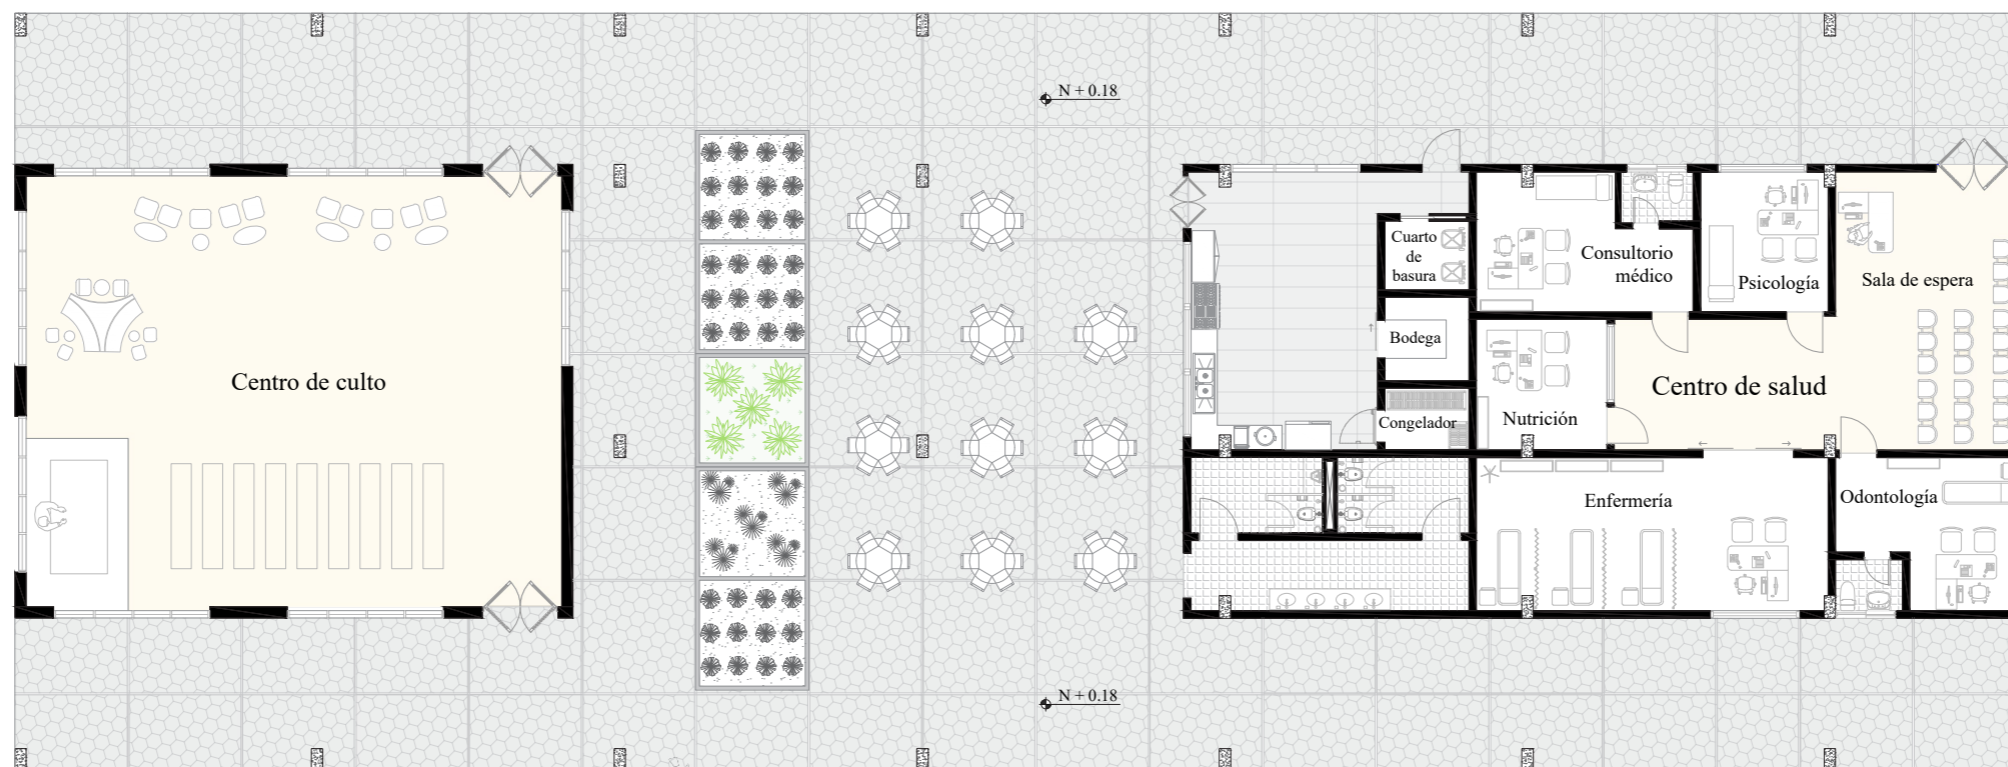 N + 0.18
Cuarto
de
basura
Consultorio
médico
Psicología
Sala de espera
Bodega
Centro de culto
Centro de salud
Congelador
Nutrición
Enfermería
Odontología
N + 0.18